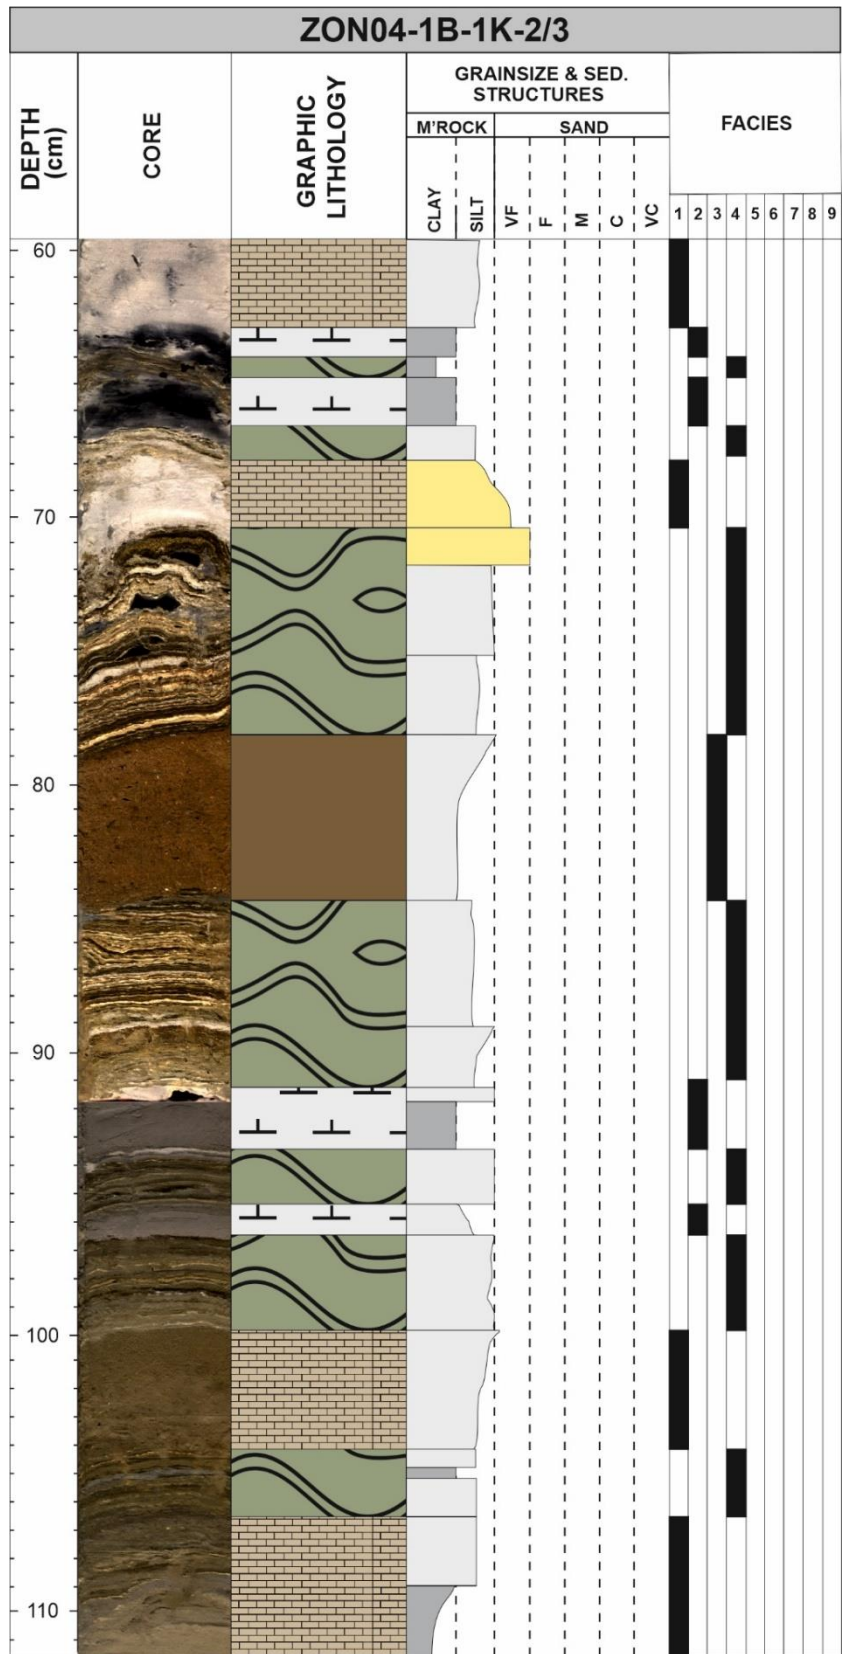 ZON04-1B-1K-2/3
DEPTH
(cm)
CORE
GRAPHIC
LITHOLOGY
GRAINSIZE & SED.
STRUCTURES
M'ROCK
SAND
CLAY
SILT
VF
F
M
C
VC
FACIES
1 2 3 4 5 6 7 8 9
60
70
80
90
100
110